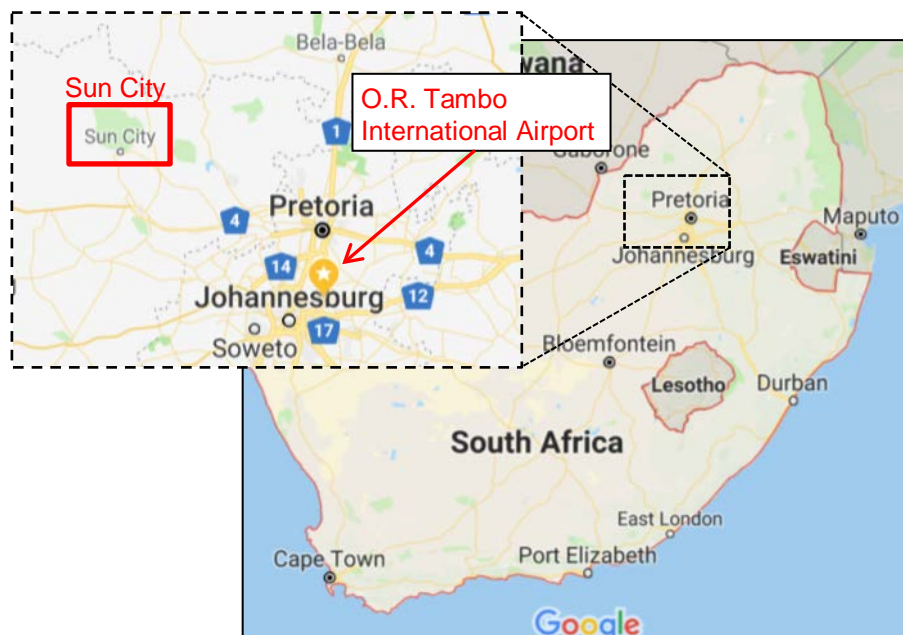 Bela-Bela
wana
Sun City
O.R. Tambo
International Airport
Sun City
1
Gaborone
Pretoria
4
Pretoria
Maputo
4
14
Johannesburg
Eswatini
Johannesburg
12
17
Soweto
Bloemfontein
Lesotho
Durban
South Africa
East London
Cape Town
Port Elizabeth
Google